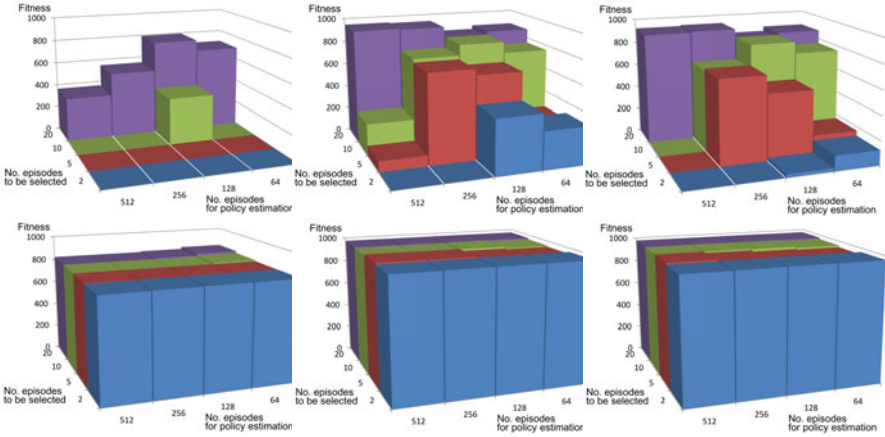 Fitness
1000
800
600
400
200
0
20
10
5
2
No. episodes
to be selected
512
256
128
64
No. episodes
for policy estimation
Fitness
1000
800
600
400
200
0
20
10
5
2
No. episodes
to be selected
512
256
128
64
No. episodes
for policy estimation
Fitness
1000
800
600
400
200
0
20
10
5
2
No. episodes
to be selected
512
256
128
64
No. episodes
for policy estimation
Fitness
1000
800
600
400
200
0
20
10
5
2
No. episodes
to be selected
512
256
128
64
No. episodes
for policy estimation
Fitness
1000
800
600
400
200
0
20
10
5
2
No. episodes
to be selected
512
256
128
64
No. episodes
for policy estimation
Fitness
1000
800
600
400
200
0
20
10
5
2
No. episodes
to be selected
512
256
128
64
No. episodes
for policy estimation